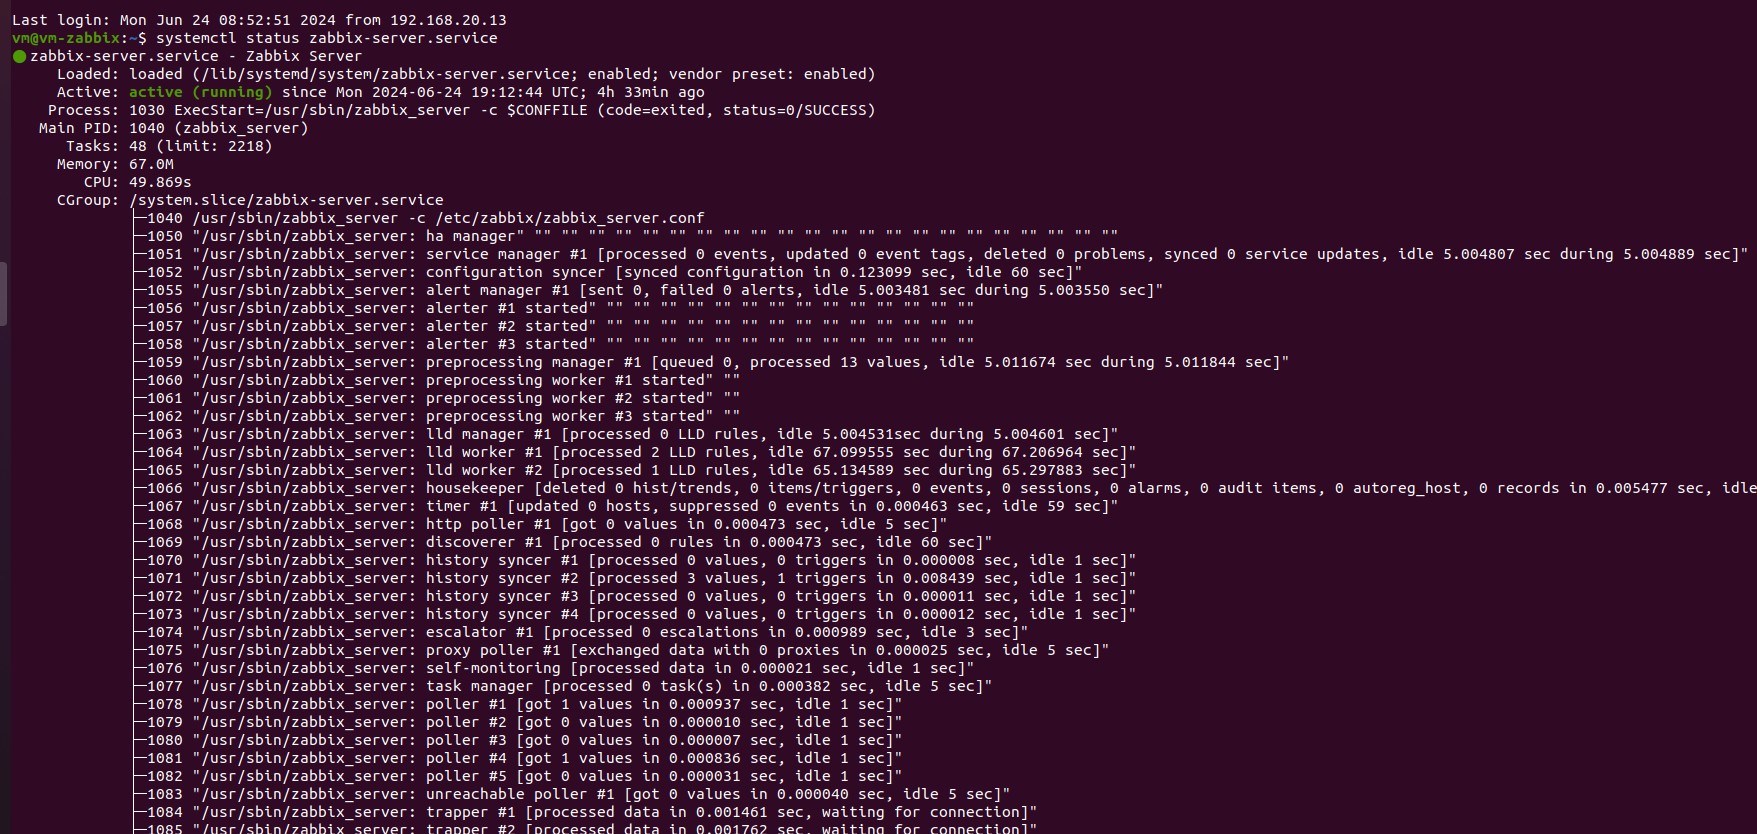 Last login: Mon Jun 24 08:52:51 2024 from 192.168.20.13
vm@vm-zabbix:~$ systemctl status zabbix-server.service
● zabbix-server.service - Zabbix Server
Loaded: loaded (/lib/systemd/system/zabbix-server.service; enabled; vendor preset: enabled)
Active: active (running) since Mon 2024-06-24 19:12:44 UTC; 4h 33min ago
Process: 1030 ExecStart=/usr/sbin/zabbix_server -c $CONFFILE (code=exited, status=0/SUCCESS)
Main PID: 1040 (zabbix_server)
Tasks: 48 (limit: 2218)
Memory: 67.0M
CPU: 49.869s
CGroup: /system.slice/zabbix-server.service
├─1040 /usr/sbin/zabbix_server -c /etc/zabbix/zabbix_server.conf
├─1050 "/usr/sbin/zabbix_server: ha manager" "" "" "" "" "" "" "" "" "" "" "" "" "" "" "" "" "" "" "" "" "" ""
├─1051 "/usr/sbin/zabbix_server: service manager #1 [processed 0 events, updated 0 event tags, deleted 0 problems, synced 0 service updates, idle 5.004807 sec during 5.004889 sec]"
├─1052 "/usr/sbin/zabbix_server: configuration syncer [synced configuration in 0.123099 sec, idle 60 sec]"
├─1055 "/usr/sbin/zabbix_server: alert manager #1 [sent 0, failed 0 alerts, idle 5.003481 sec during 5.003550 sec]"
├─1056 "/usr/sbin/zabbix_server: alerter #1 started" "" "" "" "" "" "" "" "" "" "" "" "" "" ""
├─1057 "/usr/sbin/zabbix_server: alerter #2 started" "" "" "" "" "" "" "" "" "" "" "" "" "" ""
├─1058 "/usr/sbin/zabbix_server: alerter #3 started" "" "" "" "" "" "" "" "" "" "" "" "" "" ""
├─1059 "/usr/sbin/zabbix_server: preprocessing manager #1 [queued 0, processed 13 values, idle 5.011674 sec during 5.011844 sec]"
├─1060 "/usr/sbin/zabbix_server: preprocessing worker #1 started" ""
├─1061 "/usr/sbin/zabbix_server: preprocessing worker #2 started" ""
├─1062 "/usr/sbin/zabbix_server: preprocessing worker #3 started" ""
├─1063 "/usr/sbin/zabbix_server: lld manager #1 [processed 0 LLD rules, idle 5.004531sec during 5.004601 sec]"
├─1064 "/usr/sbin/zabbix_server: lld worker #1 [processed 2 LLD rules, idle 67.099555 sec during 67.206964 sec]"
├─1065 "/usr/sbin/zabbix_server: lld worker #2 [processed 1 LLD rules, idle 65.134589 sec during 65.297883 sec]"
├─1066 "/usr/sbin/zabbix_server: housekeeper [deleted 0 hist/trends, 0 items/triggers, 0 events, 0 sessions, 0 alarms, 0 audit items, 0 autoreg_host, 0 records in 0.005477 sec, idle
├─1067 "/usr/sbin/zabbix_server: timer #1 [updated 0 hosts, suppressed 0 events in 0.000463 sec, idle 59 sec]"
├─1068 "/usr/sbin/zabbix_server: http poller #1 [got 0 values in 0.000473 sec, idle 5 sec]"
├─1069 "/usr/sbin/zabbix_server: discoverer #1 [processed 0 rules in 0.000473 sec, idle 60 sec]"
├─1070 "/usr/sbin/zabbix_server: history syncer #1 [processed 0 values, 0 triggers in 0.000008 sec, idle 1 sec]"
├─1071 "/usr/sbin/zabbix_server: history syncer #2 [processed 3 values, 1 triggers in 0.008439 sec, idle 1 sec]"
├─1072 "/usr/sbin/zabbix_server: history syncer #3 [processed 0 values, 0 triggers in 0.000011 sec, idle 1 sec]"
├─1073 "/usr/sbin/zabbix_server: history syncer #4 [processed 0 values, 0 triggers in 0.000012 sec, idle 1 sec]"
├─1074 "/usr/sbin/zabbix_server: escalator #1 [processed 0 escalations in 0.000989 sec, idle 3 sec]"
├─1075 "/usr/sbin/zabbix_server: proxy poller #1 [exchanged data with 0 proxies in 0.000025 sec, idle 5 sec]"
├─1076 "/usr/sbin/zabbix_server: self-monitoring [processed data in 0.000021 sec, idle 1 sec]"
├─1077 "/usr/sbin/zabbix_server: task manager [processed 0 task(s) in 0.000382 sec, idle 5 sec]"
├─1078 "/usr/sbin/zabbix_server: poller #1 [got 1 values in 0.000937 sec, idle 1 sec]"
├─1079 "/usr/sbin/zabbix_server: poller #2 [got 0 values in 0.000010 sec, idle 1 sec]"
├─1080 "/usr/sbin/zabbix_server: poller #3 [got 0 values in 0.000007 sec, idle 1 sec]"
├─1081 "/usr/sbin/zabbix_server: poller #4 [got 1 values in 0.000836 sec, idle 1 sec]"
├─1082 "/usr/sbin/zabbix_server: poller #5 [got 0 values in 0.000031 sec, idle 1 sec]"
├─1083 "/usr/sbin/zabbix_server: unreachable poller #1 [got 0 values in 0.000040 sec, idle 5 sec]"
├─1084 "/usr/sbin/zabbix_server: trapper #1 [processed data in 0.001461 sec, waiting for connection]"
├─1085 "/usr/sbin/zabbix_server: trapper #2 [processed data in 0.001762 sec, waiting for connection]"